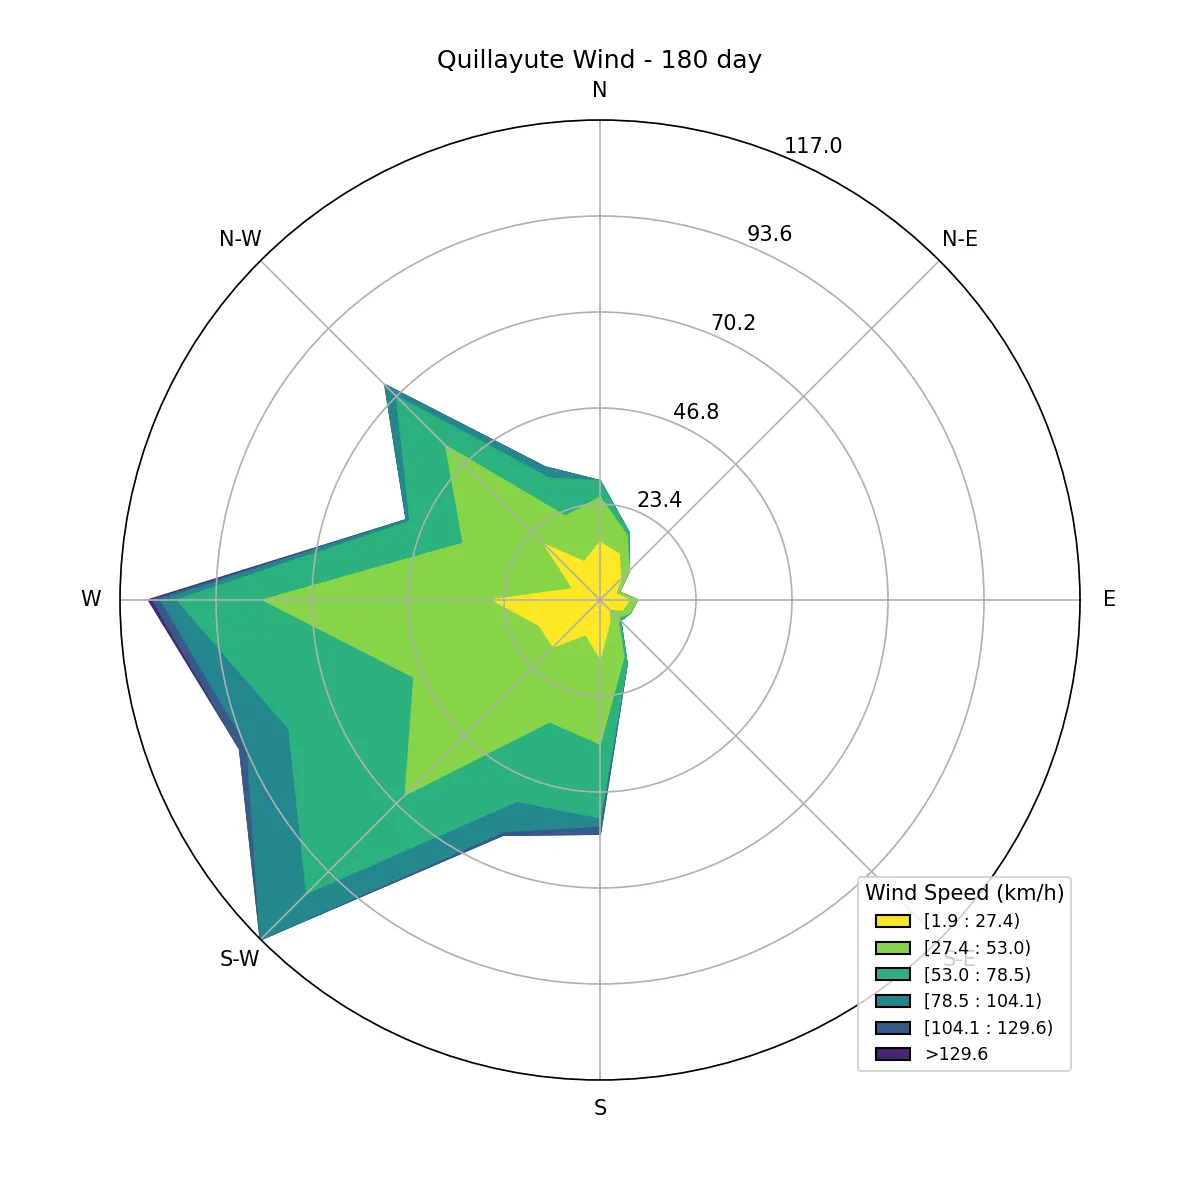 Quillayute Wind - 180 day
N
117.0
N-W
93.6
N-E
70.2
46.8
23.4
W
E
S-W
S-E
S
Wind Speed (km/h)
[1.9 : 27.4)
[27.4 : 53.0)
[53.0 : 78.5)
[78.5 : 104.1)
[104.1 : 129.6)
>129.6